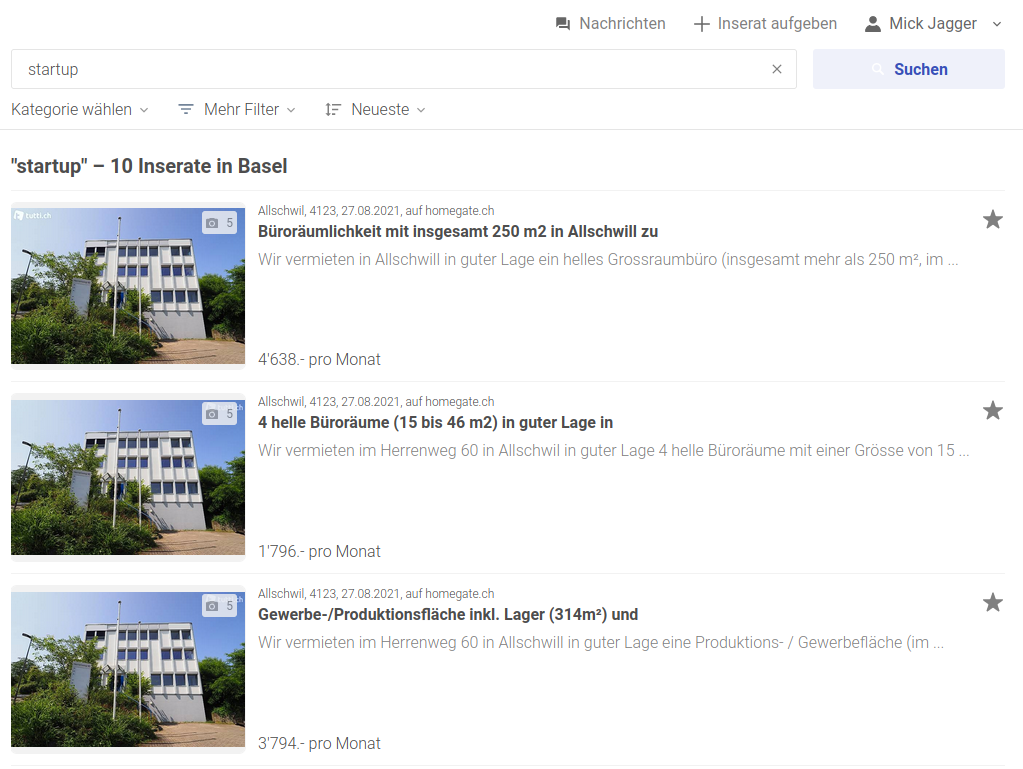 Nachrichten
Inserat aufgeben
Mick Jagger
startup
Suchen
Kategorie wählen
Mehr Filter
Neueste
"startup" – 10 Inserate in Basel
tutti.ch
5
Allschwil, 4123, 27.08.2021, auf homegate.ch
Büroräumlichkeit mit insgesamt 250 m2 in Allschwill zu
Wir vermieten in Allschwill in guter Lage ein helles Grossraumbüro (insgesamt mehr als 250 m², im ...
4'638.- pro Monat
5
Allschwil, 4123, 27.08.2021, auf homegate.ch
4 helle Büroräume (15 bis 46 m2) in guter Lage in
Wir vermieten im Herrenweg 60 in Allschwil in guter Lage 4 helle Büroräume mit einer Grösse von 15 ...
1'796.- pro Monat
5
Allschwil, 4123, 27.08.2021, auf homegate.ch
Gewerbe-/Produktionsfläche inkl. Lager (314m²) und
Wir vermieten im Herrenweg 60 in Allschwill in guter Lage eine Produktions- / Gewerbefläche (im ...
3'794.- pro Monat